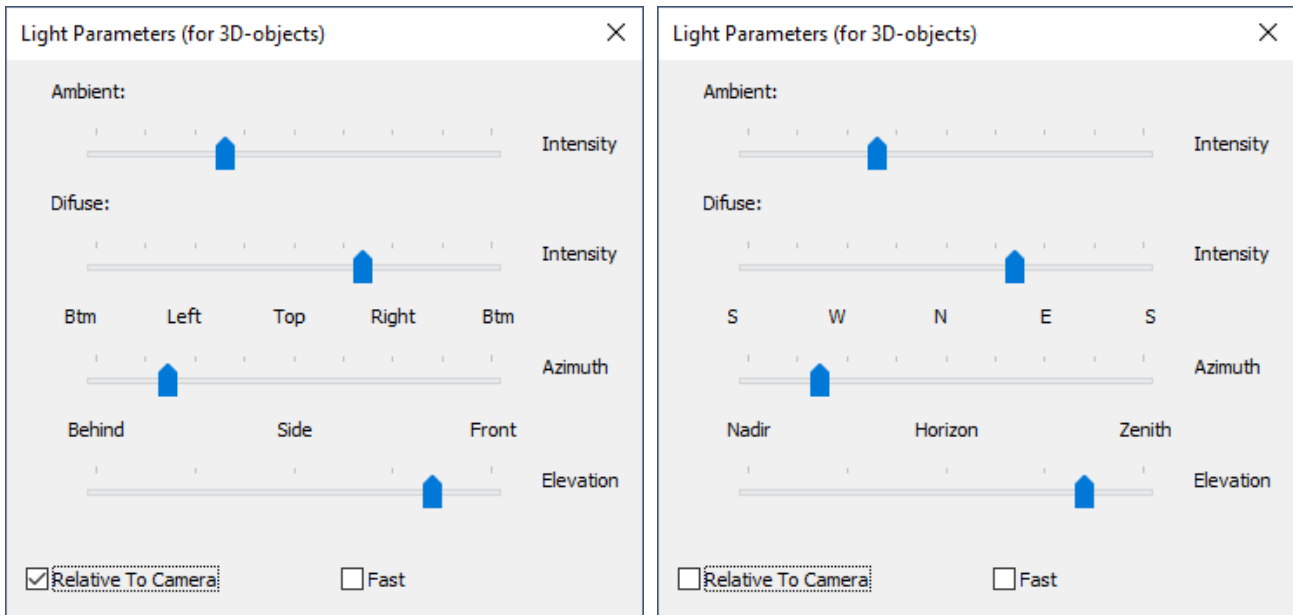 Light Parameters (for 3D-objects)
Ambient:
Intensity
Difuse:
Intensity
Btm Left Top Right Btm
Azimuth
Behind Side Front
Elevation
Relative To Camera Fast
Light Parameters (for 3D-objects)
Ambient:
Intensity
Difuse:
Intensity
S W N E S
Azimuth
Nadir Horizon Zenith
Elevation
Relative To Camera Fast